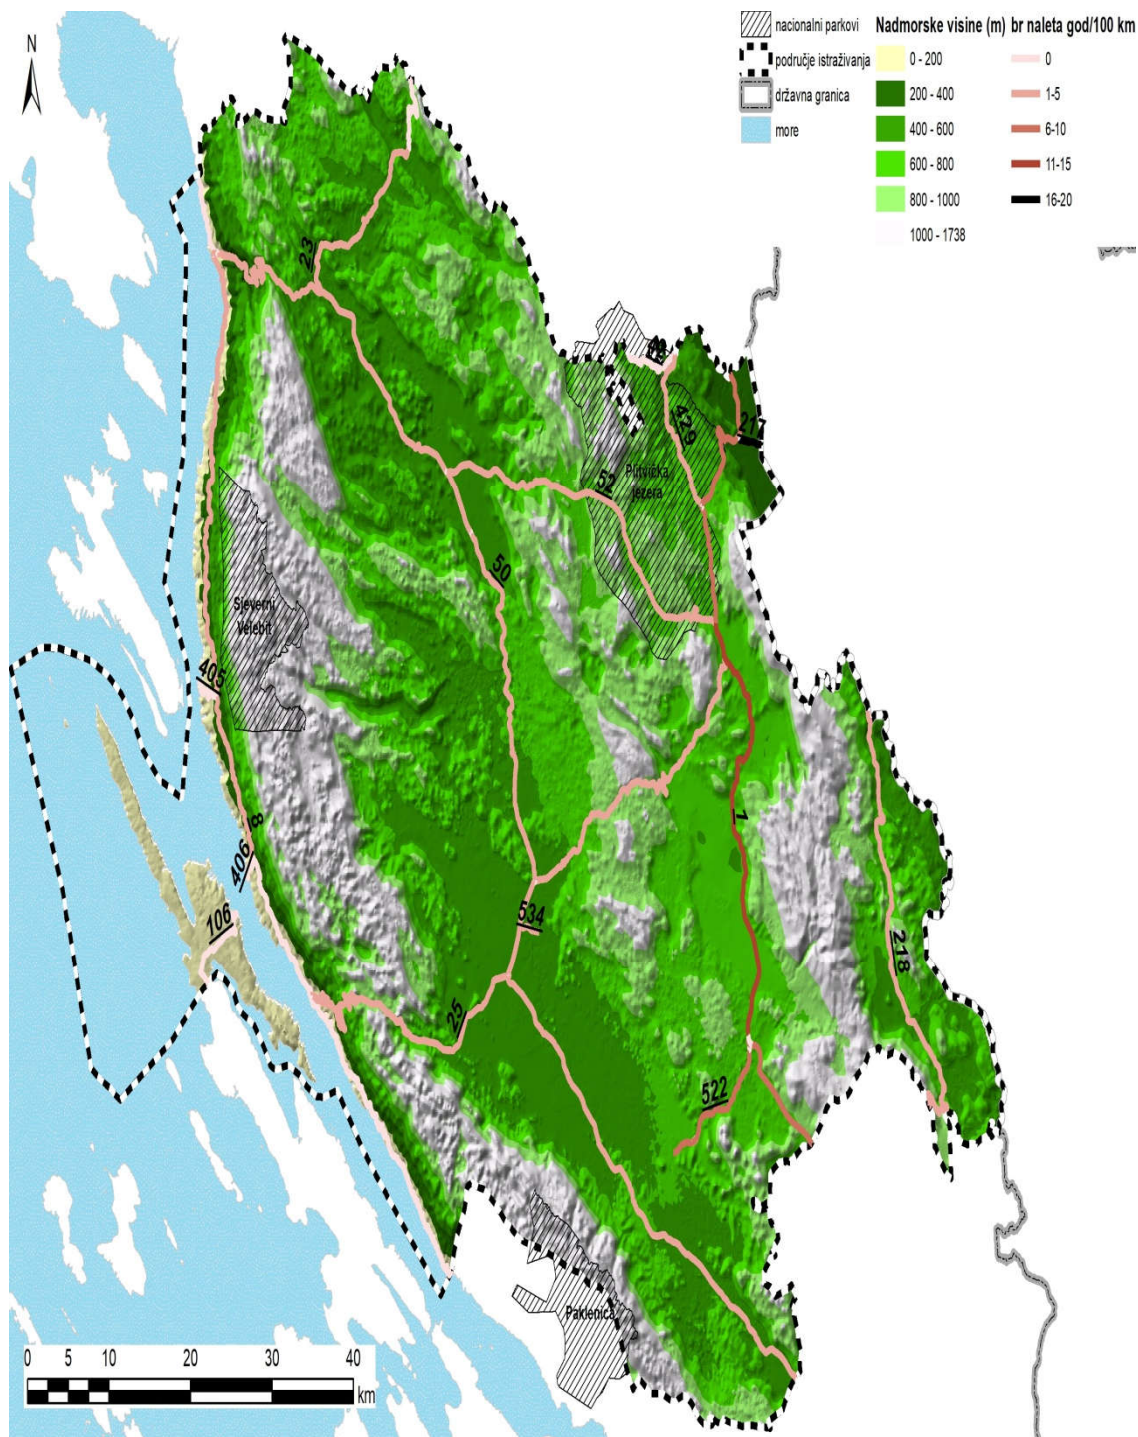 N
nacionalni parkovi
područje istraživanja
državna granica
more
Nadmorske visine (m)
0 - 200
200 - 400
400 - 600
600 - 800
800 - 1000
1000 - 1738
br naleta god/100 km
0
1-5
6-10
11-15
16-20
23
429
217
52
Plitvička
jezera
50
Sjeverni
Velebit
405
8
406
1
106
534
218
25
522
Paklenica
0 5 10 20 30 40
km